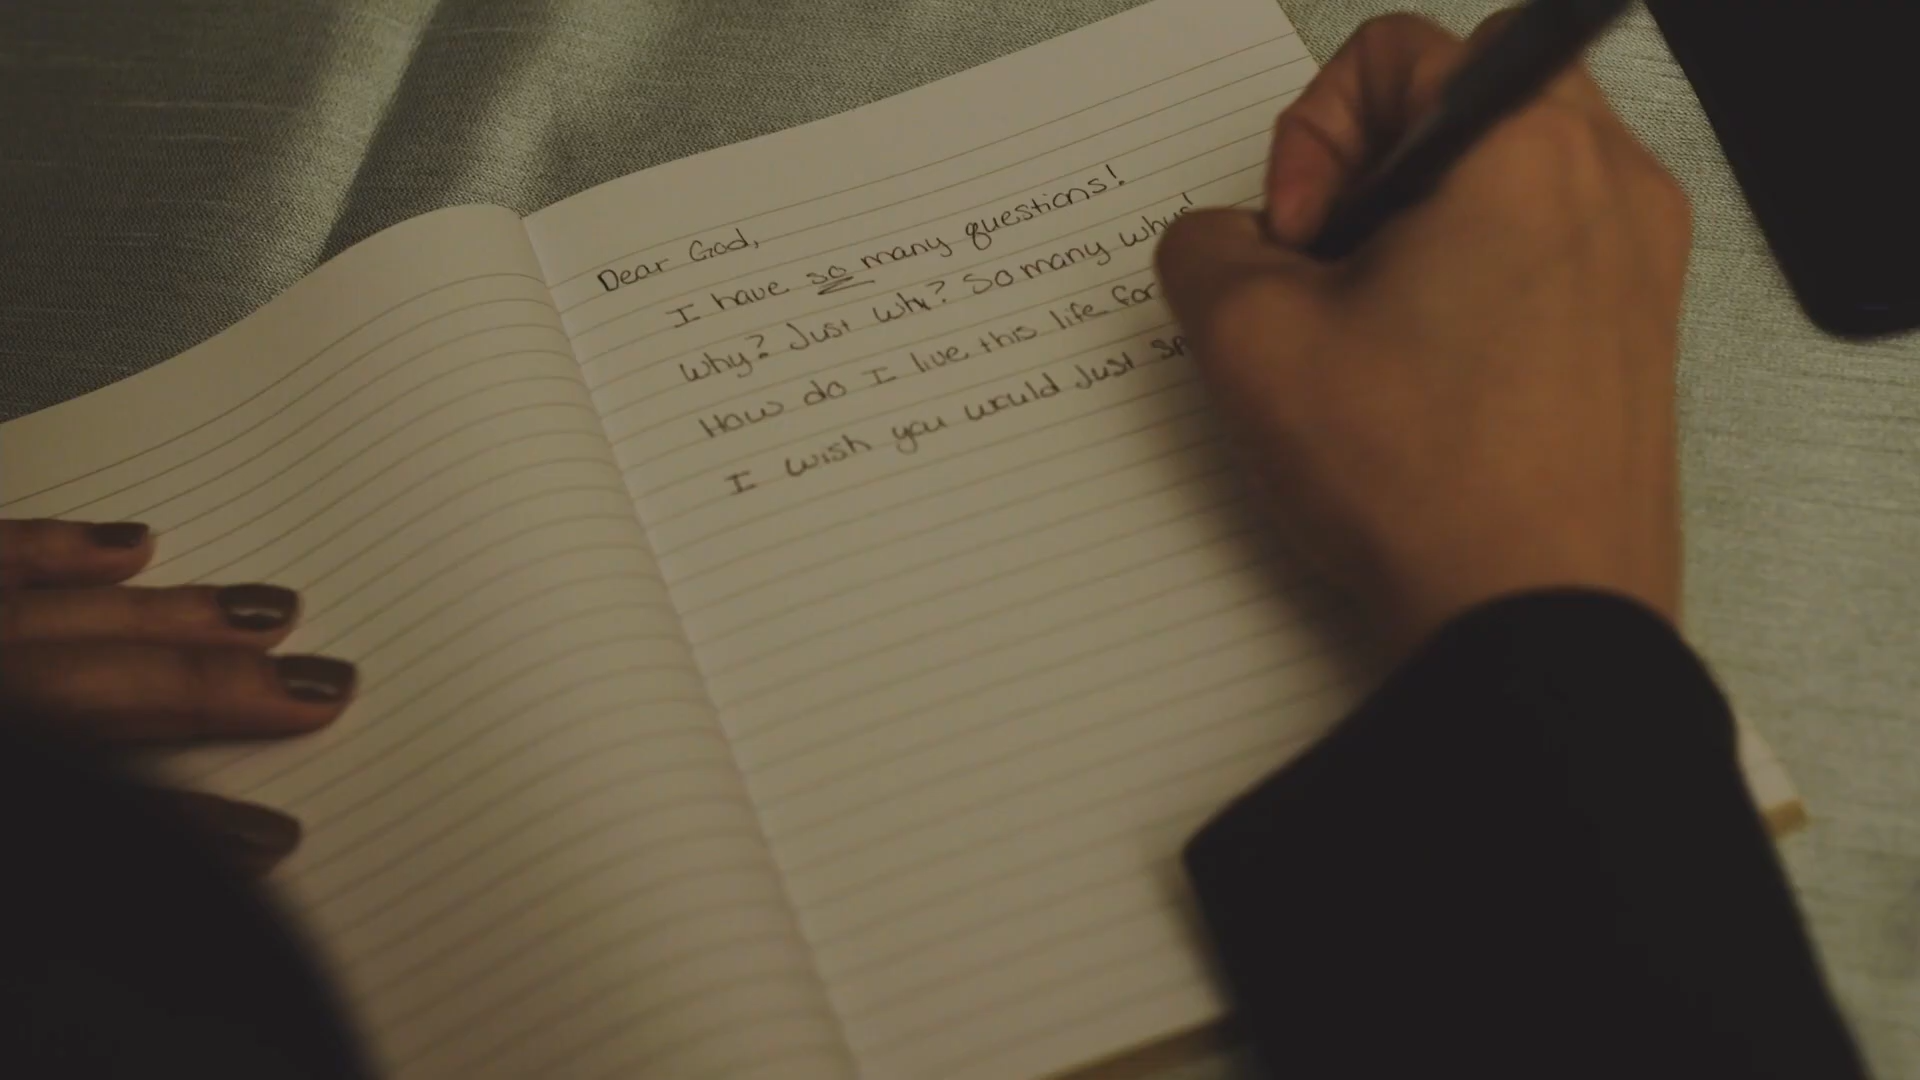 Dear God,
I have so many questions!
Why? Just why? So many whys!
How do I live this life for
I wish you would just